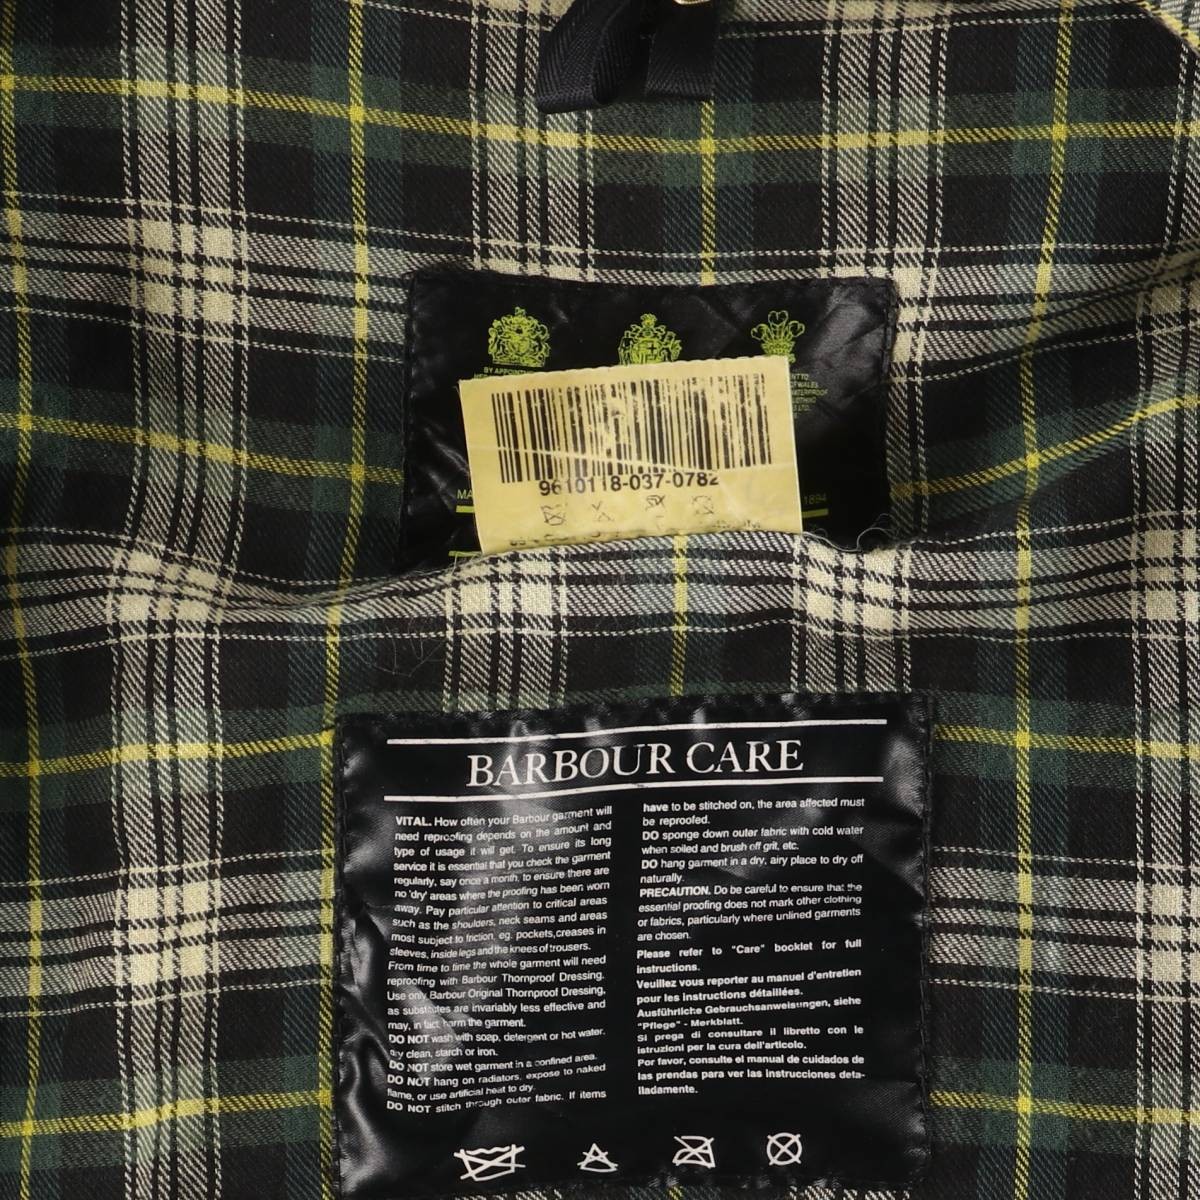 BY APPOINTMENT
NT TO
OF WALES
WATERPROOF
CLOTHING
S LTD.
MA
1894
9610118-037-0782
BARBOUR CARE
VITAL. How often your Barbour garment will
need reproofing depends on the amount and
type of usage it will get. To ensure its long
service it is essential that you check the garment
regularly, say once a month, to ensure there are
no 'dry' areas where the proofing has been worn
away. Pay particular attention to critical areas
such as the shoulders, neck seams and areas
most subject to friction, eg. pockets,creases in
sleeves, inside legs and the knees of trousers.
From time to time the whole garment will need
reproofing with Barbour Thornproof Dressing.
Use only Barbour Original Thornproof Dressing,
as substitutes are invariably less effective and
may, in fact, harm the garment.
DO NOT wash with soap, detergent or hot water.
dry clean, starch or iron.
DO NOT store wet garment in a confined area.
DO NOT hang on radiators, expose to naked
flame, or use artificial heat to dry.
DO NOT stitch through outer fabric. If items
have to be stitched on, the area affected must
be reproofed.
DO sponge down outer fabric with cold water
when soiled and brush off grit, etc.
DO hang garment in a dry, airy place to dry off
naturally.
PRECAUTION. Do be careful to ensure that the
essential proofing does not mark other clothing
or fabrics, particularly where unlined garments
are chosen.
Please refer to "Care" booklet for full
instructions.
Veuillez vous reporter au manuel d'entretien
pour les instructions détaillées.
Ausführliche Gebrauchsanweisungen, siehe
"Pflege" - Merkblatt.
Si prega di consultare il libretto con le
istruzioni per la cura dell'articolo.
Por favor, consulte el manual de cuidados de
las prendas para ver las instrucciones deta-
lladamente.